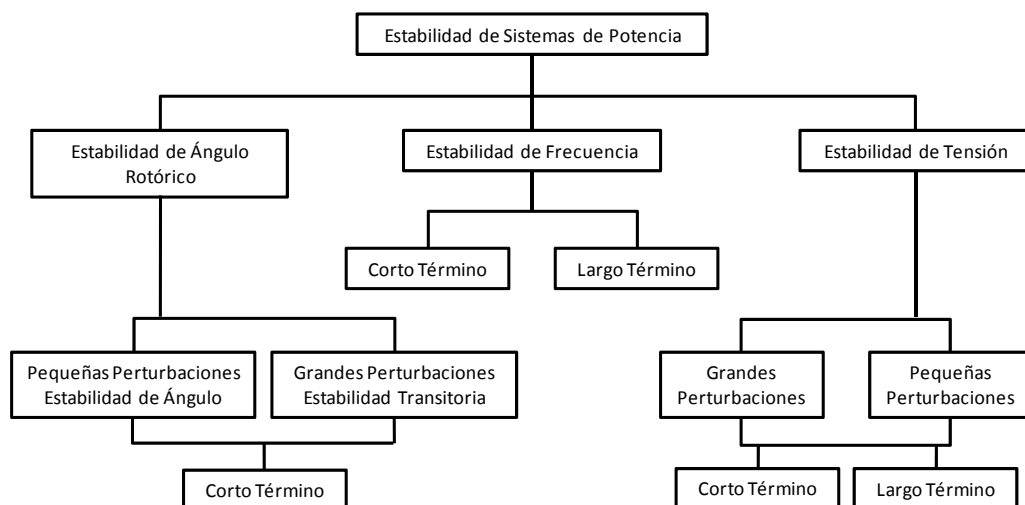 Estabilidad de Sistemas de Potencia
Estabilidad de Ángulo
Rotórico
Estabilidad de Frecuencia
Estabilidad de Tensión
Corto Término
Largo Término
Pequeñas Perturbaciones
Estabilidad de Ángulo
Grandes Perturbaciones
Estabilidad Transitoria
Grandes
Perturbaciones
Pequeñas
Perturbaciones
Corto Término
Corto Término
Largo Término